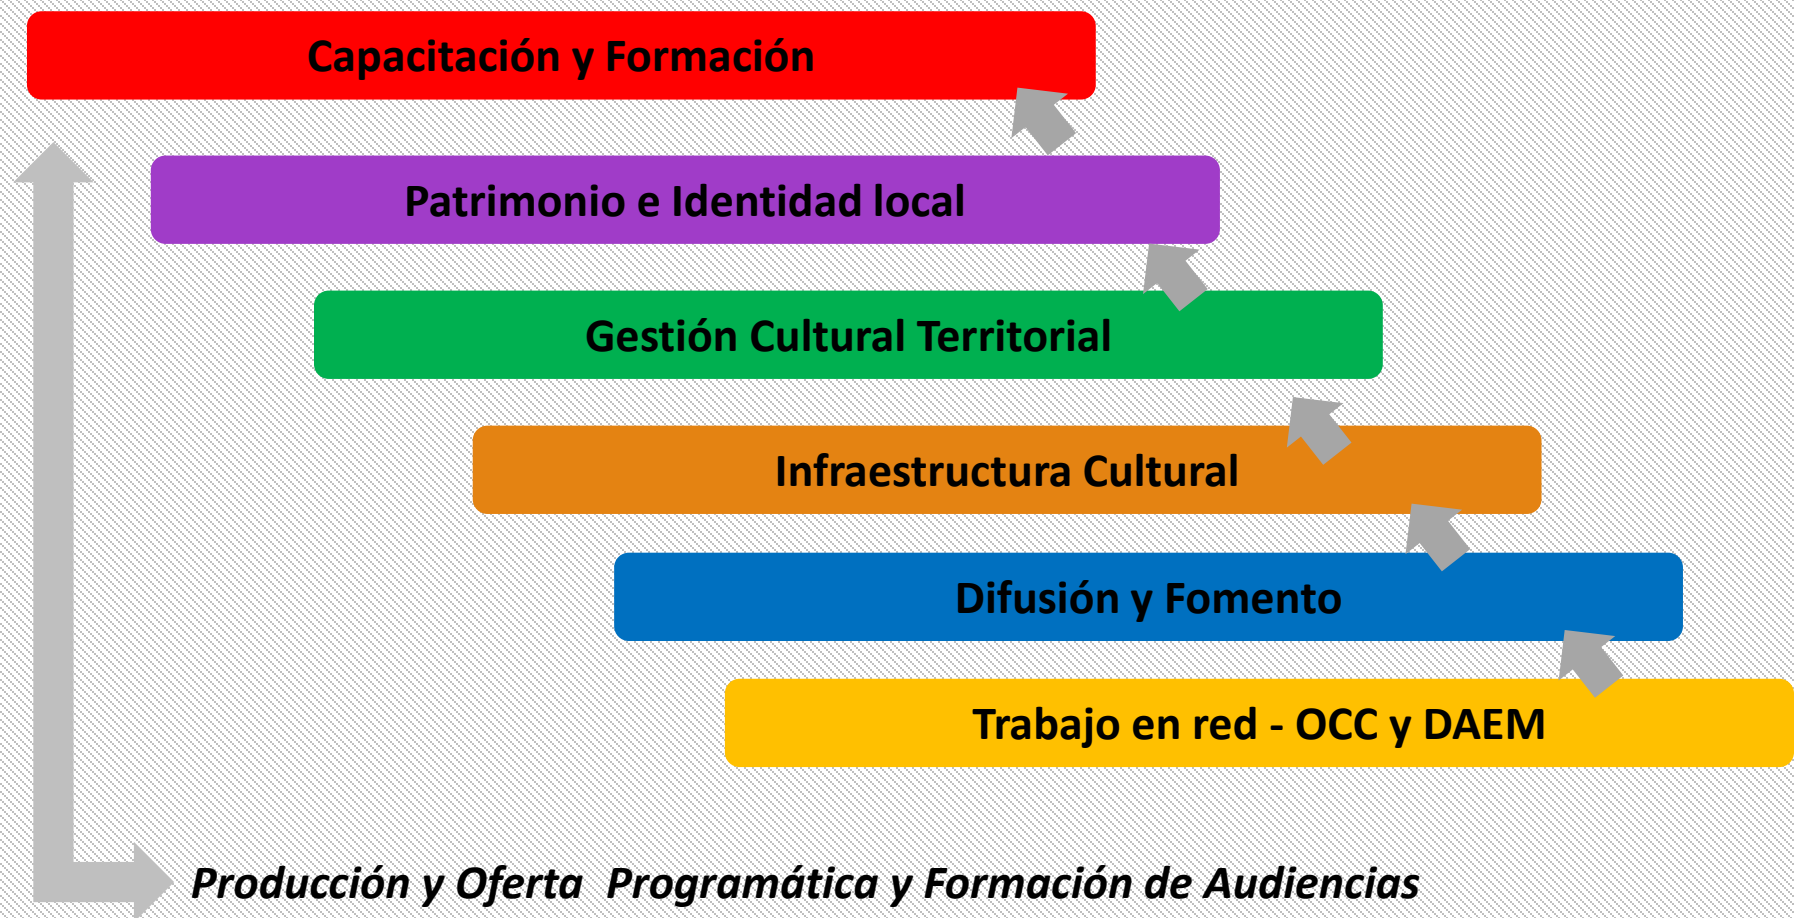 Capacitación y Formación
Patrimonio e Identidad local
Gestión Cultural Territorial
Infraestructura Cultural
Difusión y Fomento
Trabajo en red - OCC y DAEM
Producción y Oferta  Programática y Formación de Audiencias